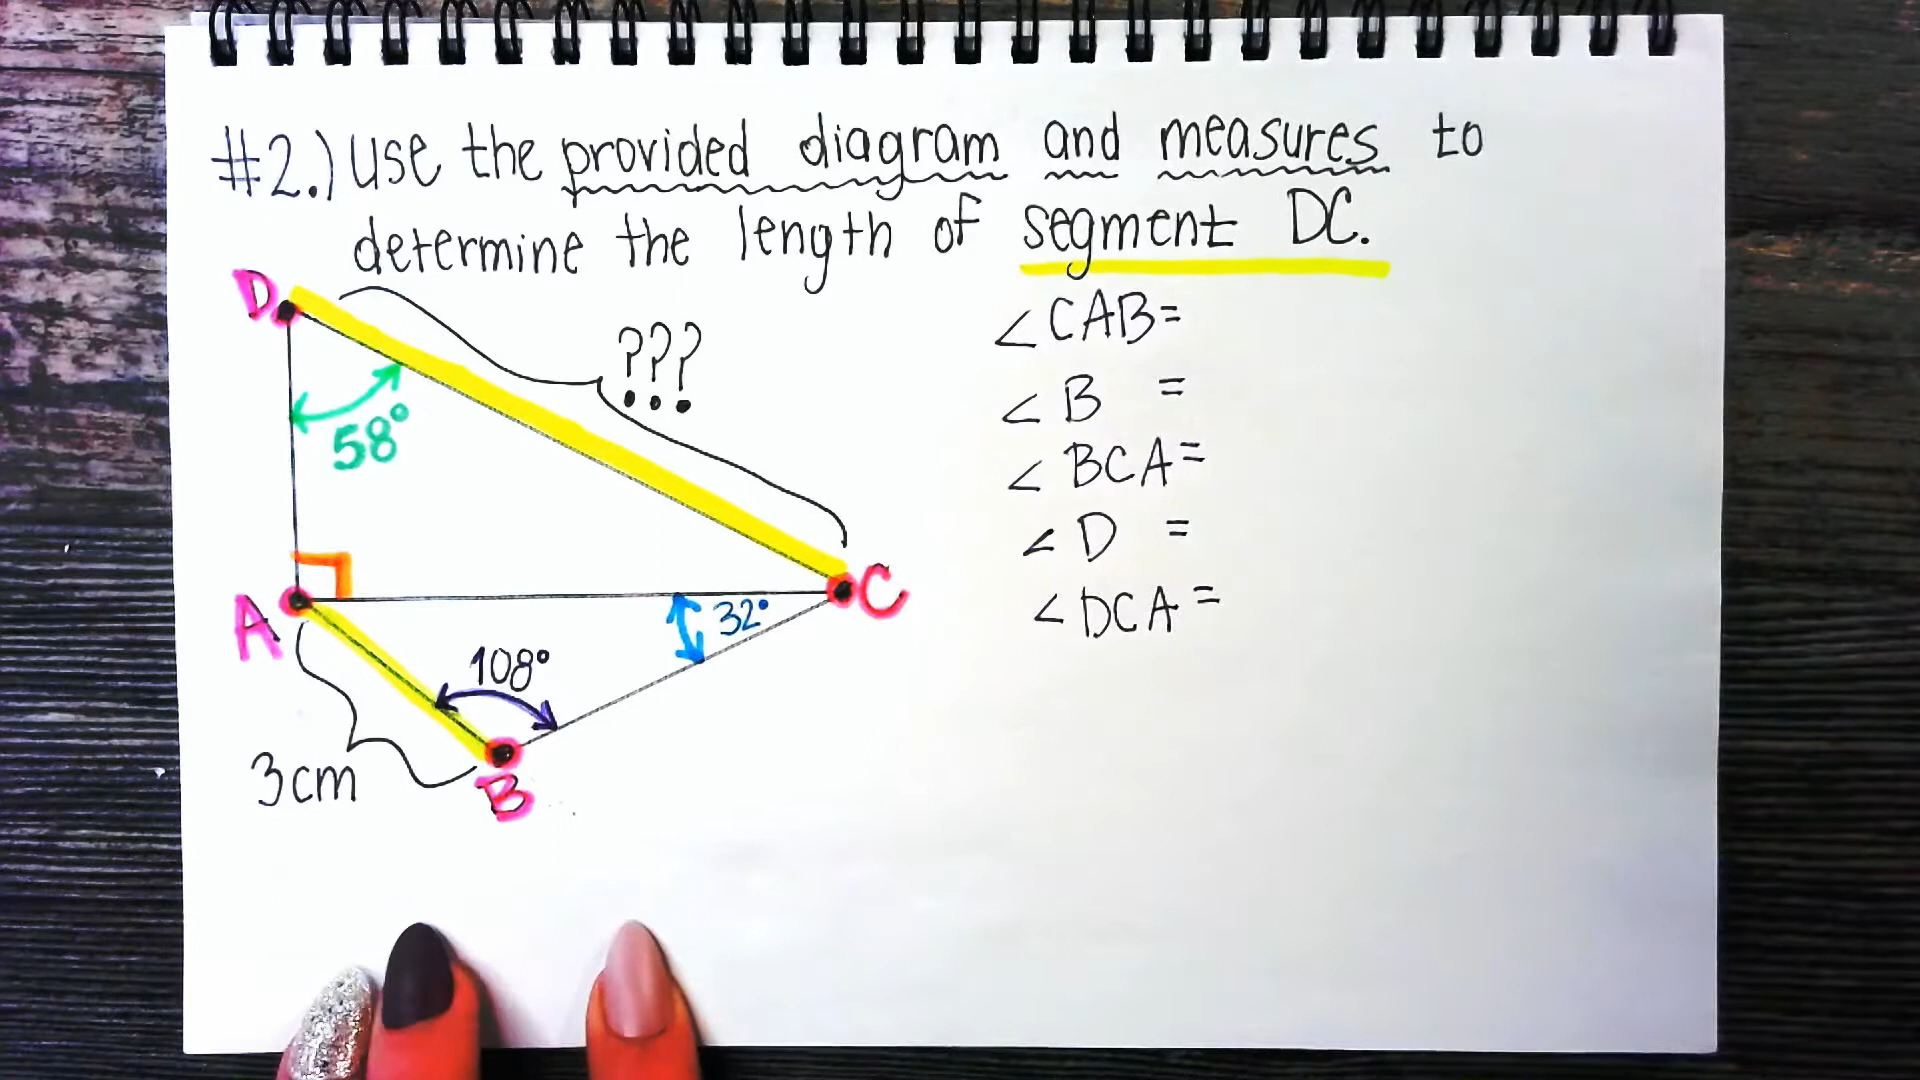 #2.) Use the provided diagram and measures to
determine the length of segment DC.
D
???
58°
A
C
32°
108°
3cm
B
∠CAB=
∠B =
∠BCA=
∠D =
∠DCA=